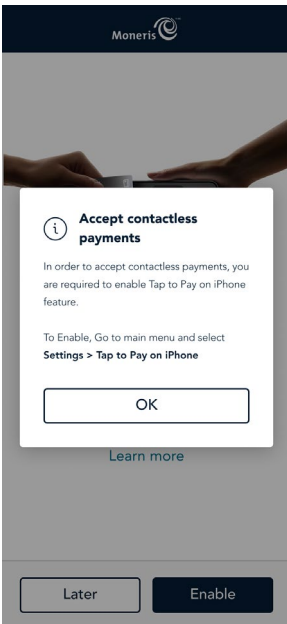 Moneris
Accept contactless
payments
In order to accept contactless payments, you
are required to enable Tap to Pay on iPhone
feature.
To Enable, Go to main menu and select
Settings > Tap to Pay on iPhone
OK
Learn more
Later
Enable